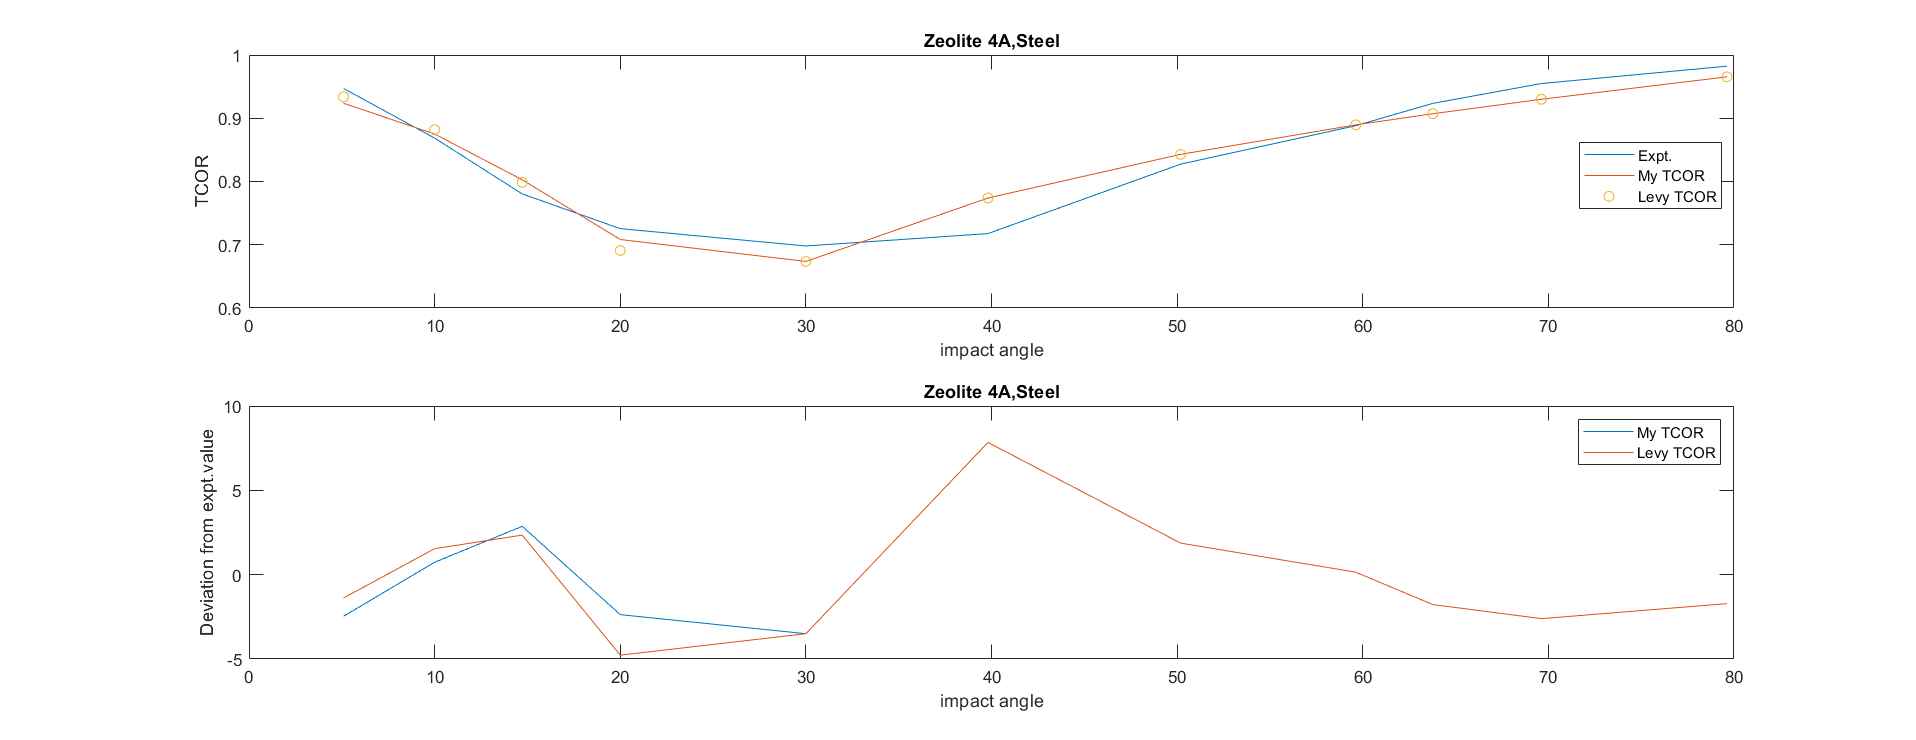 Zeolite 4A,Steel
1
0.9
0.8
0.7
0.6
TCOR
0 10 20 30 40 50 60 70 80
impact angle
Expt.
My TCOR
Levy TCOR
Zeolite 4A,Steel
10
5
0
-5
Deviation from expt.value
0 10 20 30 40 50 60 70 80
impact angle
My TCOR
Levy TCOR